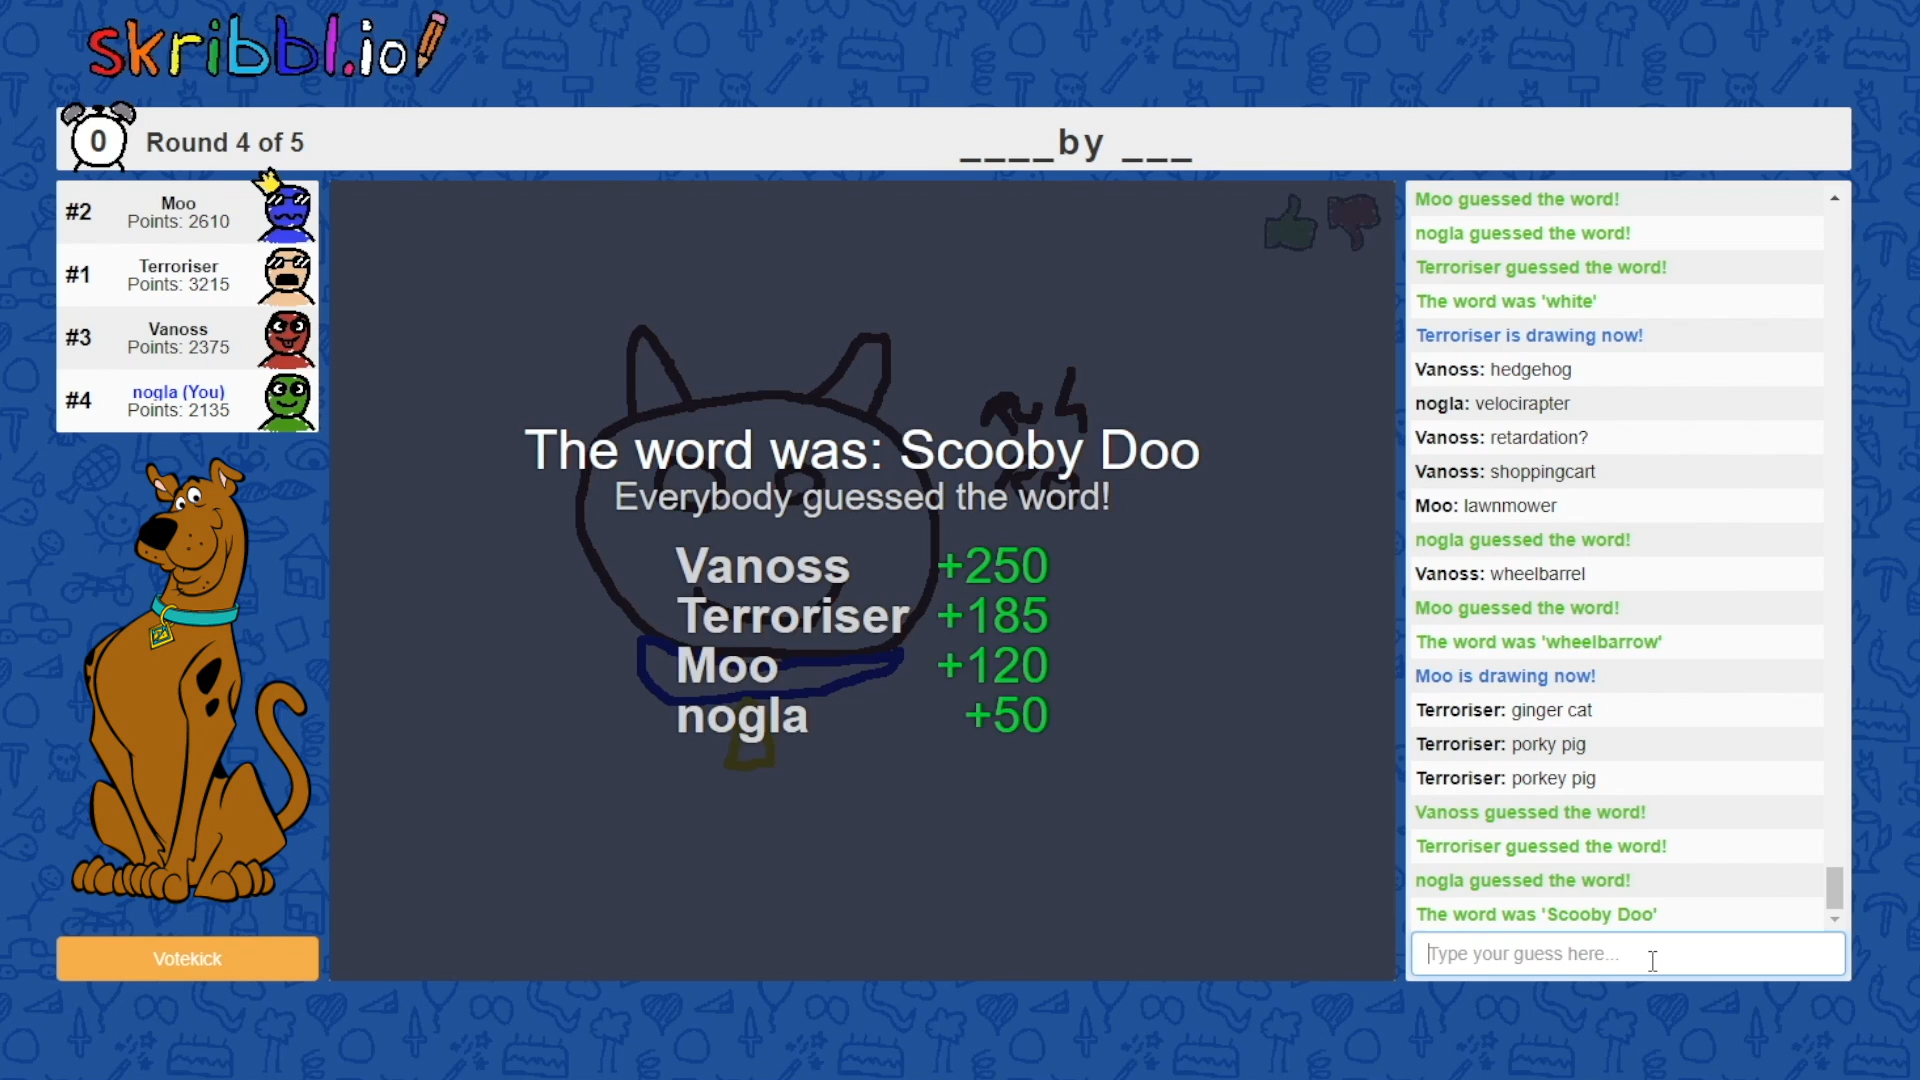 skribbl.io
0
Round 4 of 5
____by ___
#2
Moo
Points: 2610
#1
Terroriser
Points: 3215
#3
Vanoss
Points: 2375
#4
nogla (You)
Points: 2135
Votekick
ruh
The word was: Scooby Doo
Everybody guessed the word!
Vanoss +250
Terroriser +185
Moo +120
nogla +50
Moo guessed the word!
nogla guessed the word!
Terroriser guessed the word!
The word was 'white'
Terroriser is drawing now!
Vanoss: hedgehog
nogla: velocirapter
Vanoss: retardation?
Vanoss: shoppingcart
Moo: lawnmower
nogla guessed the word!
Vanoss: wheelbarrel
Moo guessed the word!
The word was 'wheelbarrow'
Moo is drawing now!
Terroriser: ginger cat
Terroriser: porky pig
Terroriser: porkey pig
Vanoss guessed the word!
Terroriser guessed the word!
nogla guessed the word!
The word was 'Scooby Doo'
Type your guess here...